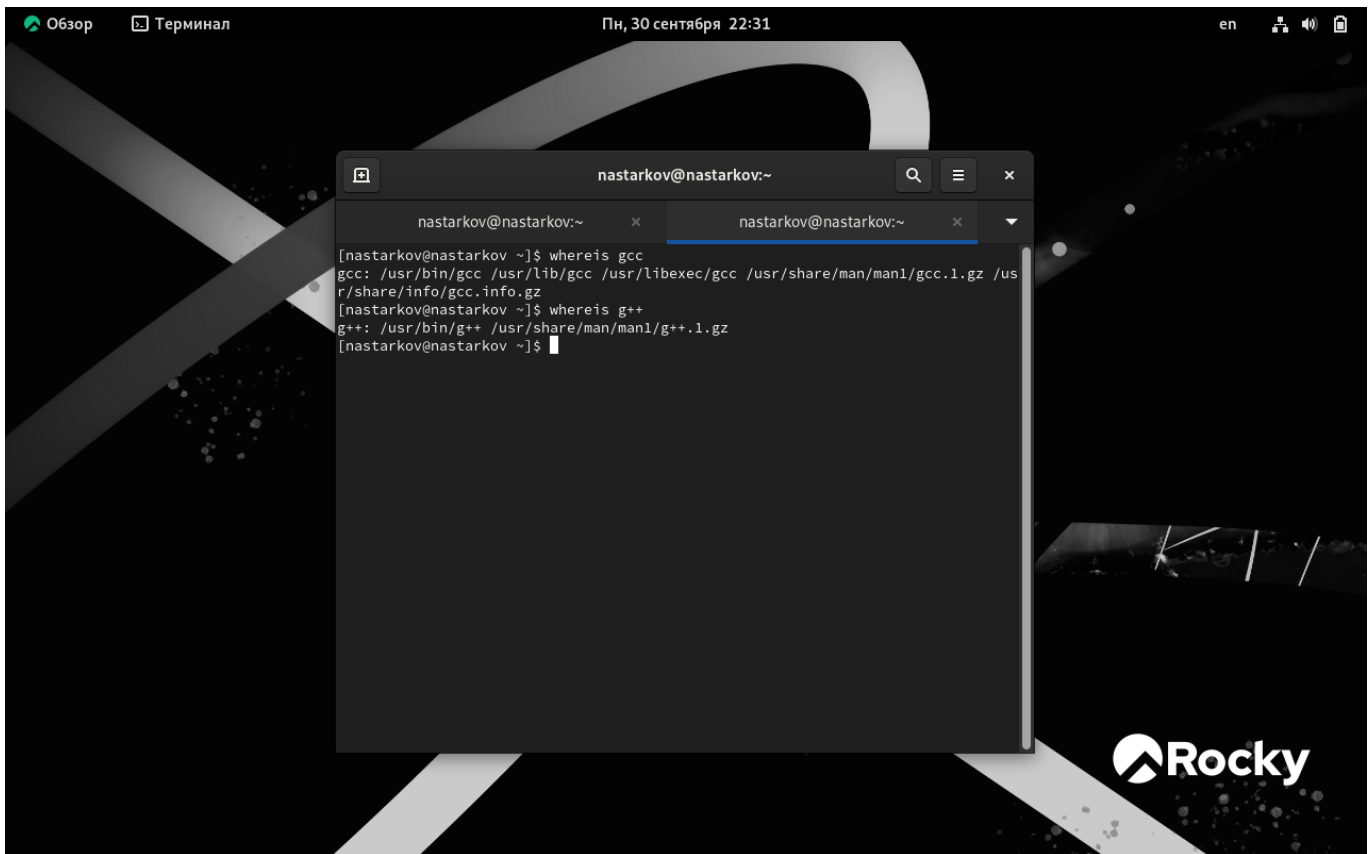 Обзор Терминал Пн, 30 сентября 22:31 en
nastarkov@nastarkov:~
nastarkov@nastarkov:~ nastarkov@nastarkov:~
[nastarkov@nastarkov ~]$ whereis gcc
gcc: /usr/bin/gcc /usr/lib/gcc /usr/libexec/gcc /usr/share/man/man1/gcc.1.gz /us
r/share/info/gcc.info.gz
[nastarkov@nastarkov ~]$ whereis g++
g++: /usr/bin/g++ /usr/share/man/man1/g++.1.gz
[nastarkov@nastarkov ~]$
Rocky